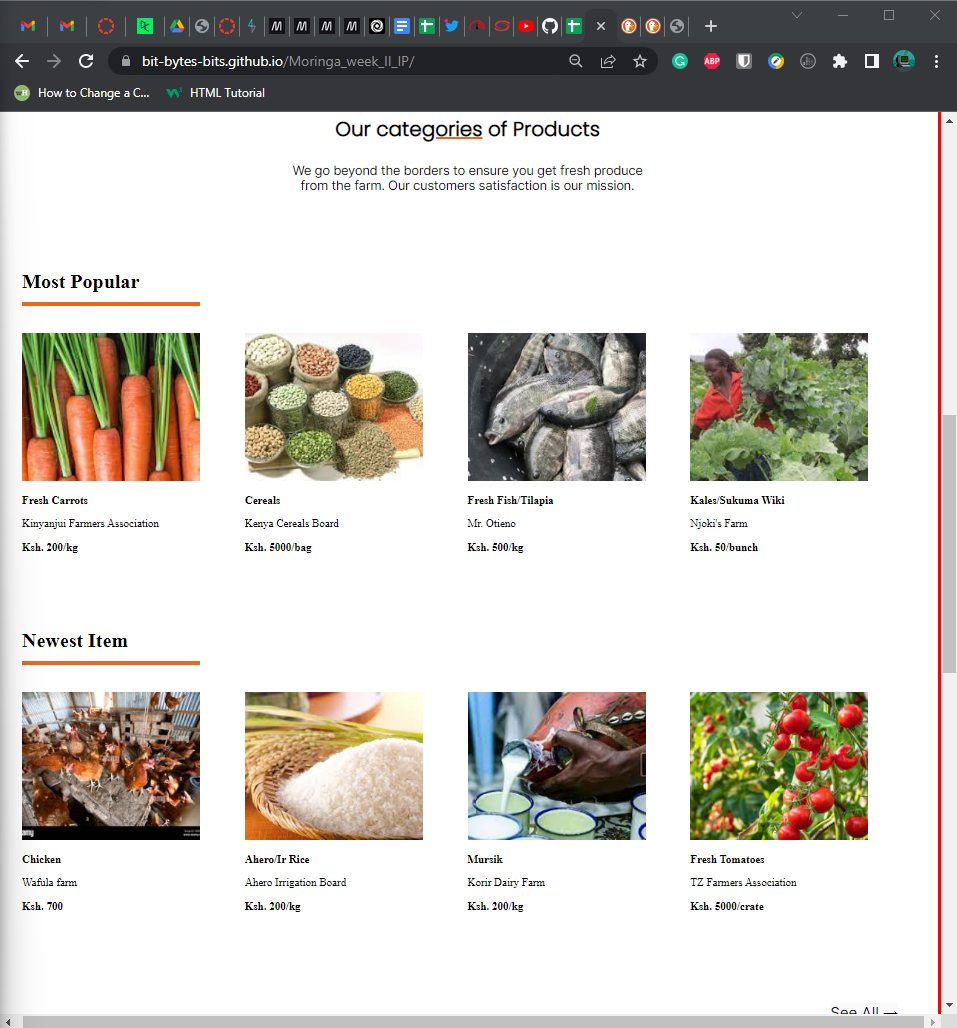 bit-bytes-bits.github.io/Moringa_week_II_IP/
How to Change a C... HTML Tutorial
Our categories of Products
We go beyond the borders to ensure you get fresh produce
from the farm. Our customers satisfaction is our mission.
Most Popular
Fresh Carrots
Kinyanjui Farmers Association
Ksh. 200/kg
Cereals
Kenya Cereals Board
Ksh. 5000/bag
Fresh Fish/Tilapia
Mr. Otieno
Ksh. 500/kg
Kales/Sukuma Wiki
Njoki's Farm
Ksh. 50/bunch
Newest Item
Chicken
Wafula farm
Ksh. 700
Ahero/Ir Rice
Ahero Irrigation Board
Ksh. 200/kg
Mursik
Korir Dairy Farm
Ksh. 200/kg
Fresh Tomatoes
TZ Farmers Association
Ksh. 5000/crate
See All →